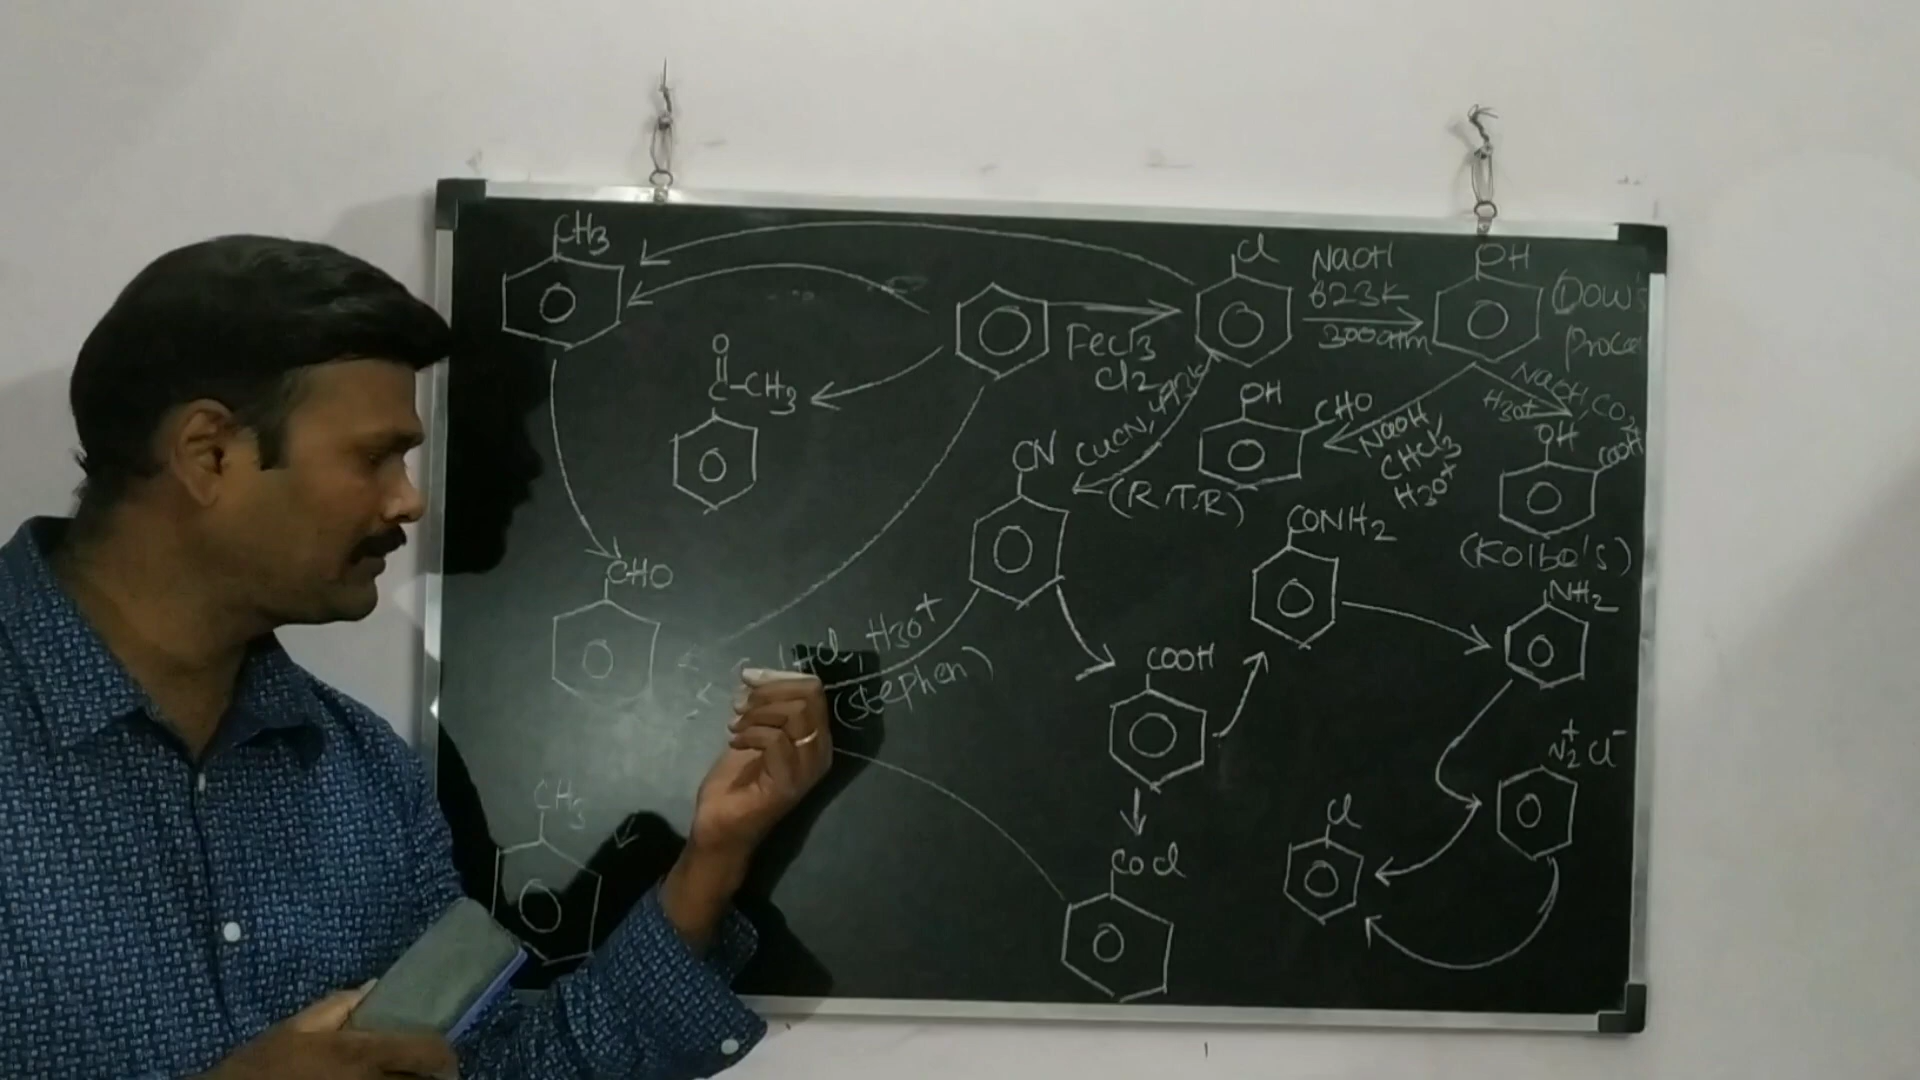 CH3
Cl
NaOH
623K
300atm
OH
(Dow's
FeCl3
Cl2
O
C-CH3
CuCN, 493K
(R.T.R)
OH
CHO
NaOH,
CHCl3
H3O+
NaOH, CO2
H3O+
OH
COOH
(Kolbe's)
CN
CONH2
NH2
CHO
HCl, H3O+
(Stephen)
COOH
N2+Cl-
CH3
Cl
COCl